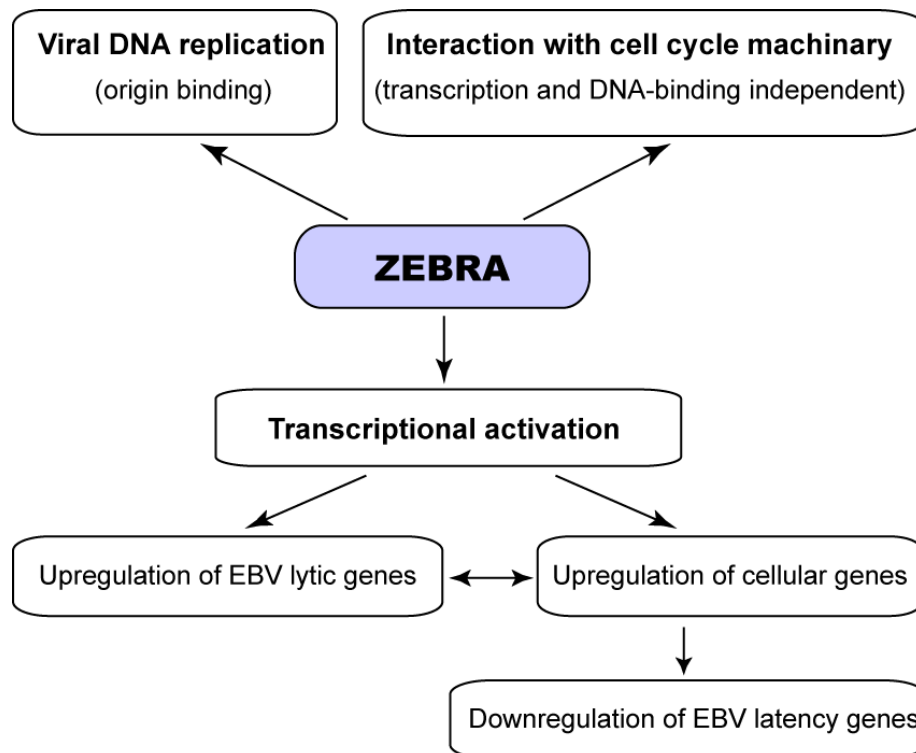 Viral DNA replication
(origin binding)
Interaction with cell cycle machinary
(transcription and DNA-binding independent)
ZEBRA
Transcriptional activation
Upregulation of EBV lytic genes
Upregulation of cellular genes
Downregulation of EBV latency genes